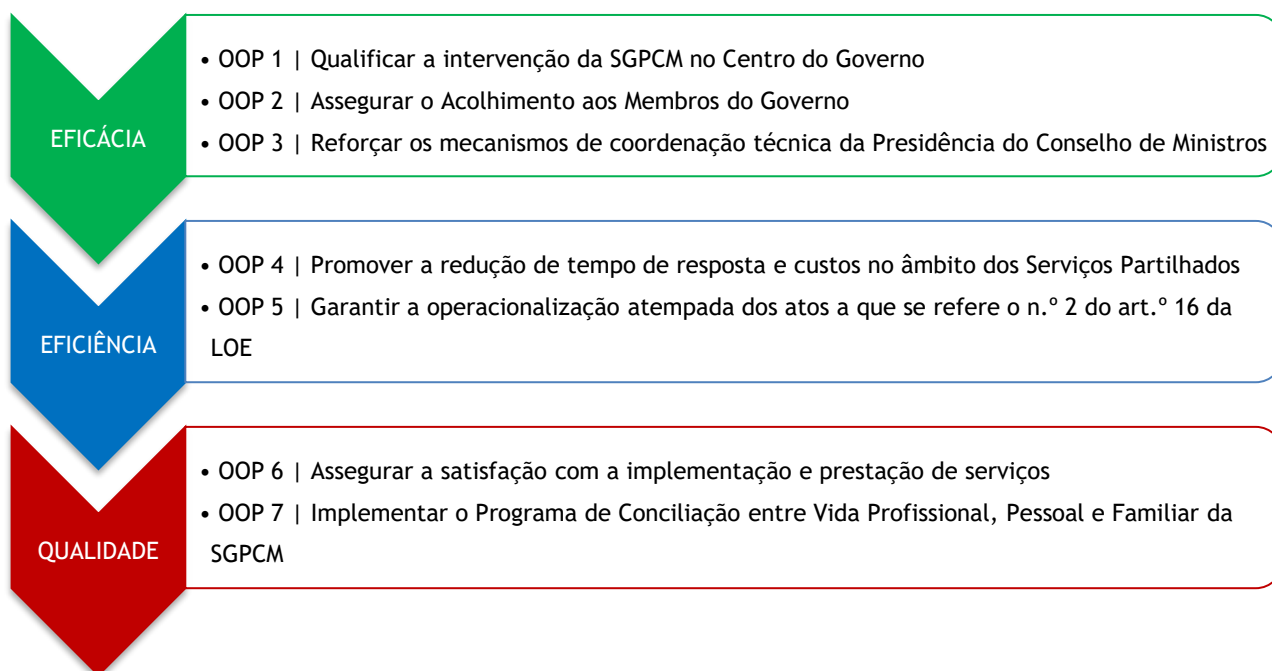 EFICÁCIA
• OOP 1 | Qualificar a intervenção da SGPCM no Centro do Governo
• OOP 2 | Assegurar o Acolhimento aos Membros do Governo
• OOP 3 | Reforçar os mecanismos de coordenação técnica da Presidência do Conselho de Ministros
EFICIÊNCIA
• OOP 4 | Promover a redução de tempo de resposta e custos no âmbito dos Serviços Partilhados
• OOP 5 | Garantir a operacionalização atempada dos atos a que se refere o n.º 2 do art.º 16 da
LOE
QUALIDADE
• OOP 6 | Assegurar a satisfação com a implementação e prestação de serviços
• OOP 7 | Implementar o Programa de Conciliação entre Vida Profissional, Pessoal e Familiar da
SGPCM